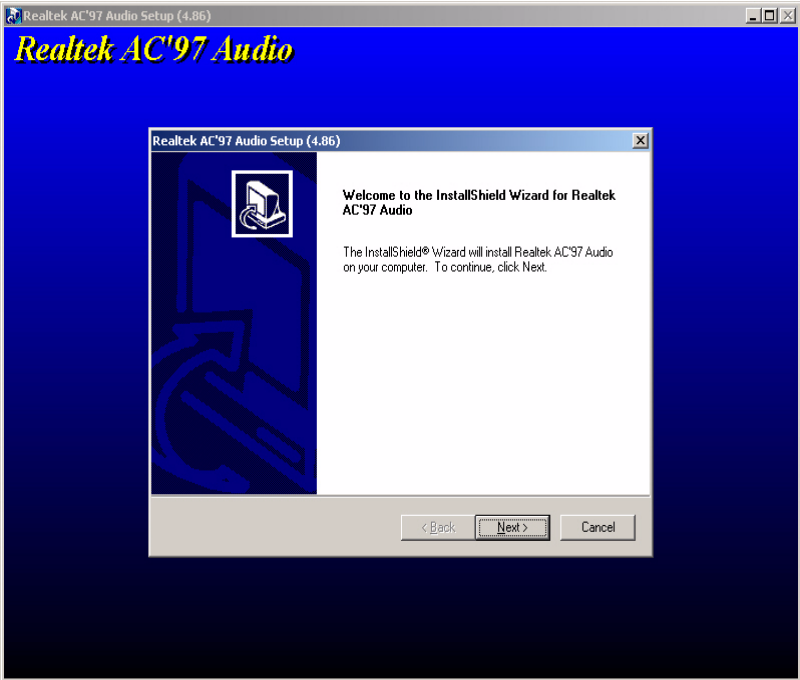 Realtek AC'97 Audio Setup (4.86)
Realtek AC'97 Audio
Realtek AC'97 Audio Setup (4.86)
Welcome to the InstallShield Wizard for Realtek
AC'97 Audio
The InstallShield® Wizard will install Realtek AC'97 Audio
on your computer. To continue, click Next.
< Back Next > Cancel